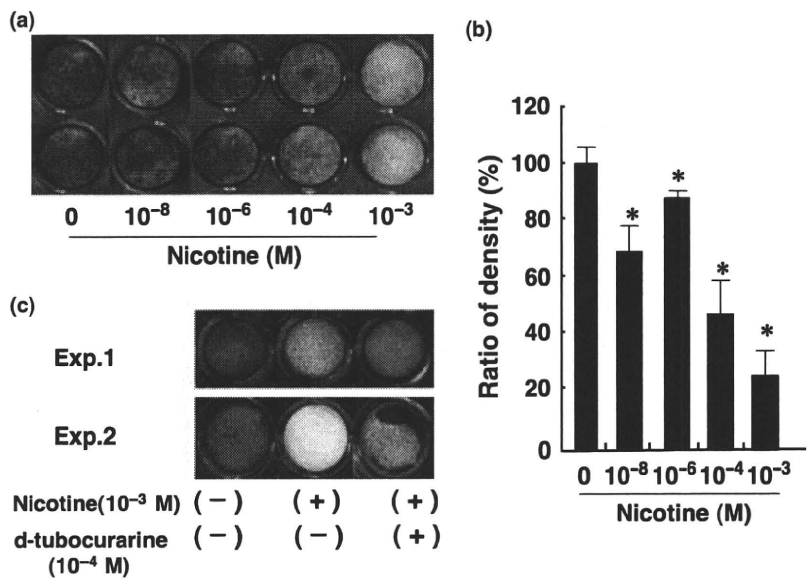 (a)
0 10⁻⁸ 10⁻⁶ 10⁻⁴ 10⁻³
Nicotine (M)
(b)
Ratio of density (%)
120
100
80
60
40
20
0
* * * *
0 10⁻⁸ 10⁻⁶ 10⁻⁴ 10⁻³
Nicotine (M)
(c)
Exp.1
Exp.2
Nicotine(10⁻³ M) (−) (+) (+)
d-tubocurarine (−) (−) (+)
(10⁻⁴ M)